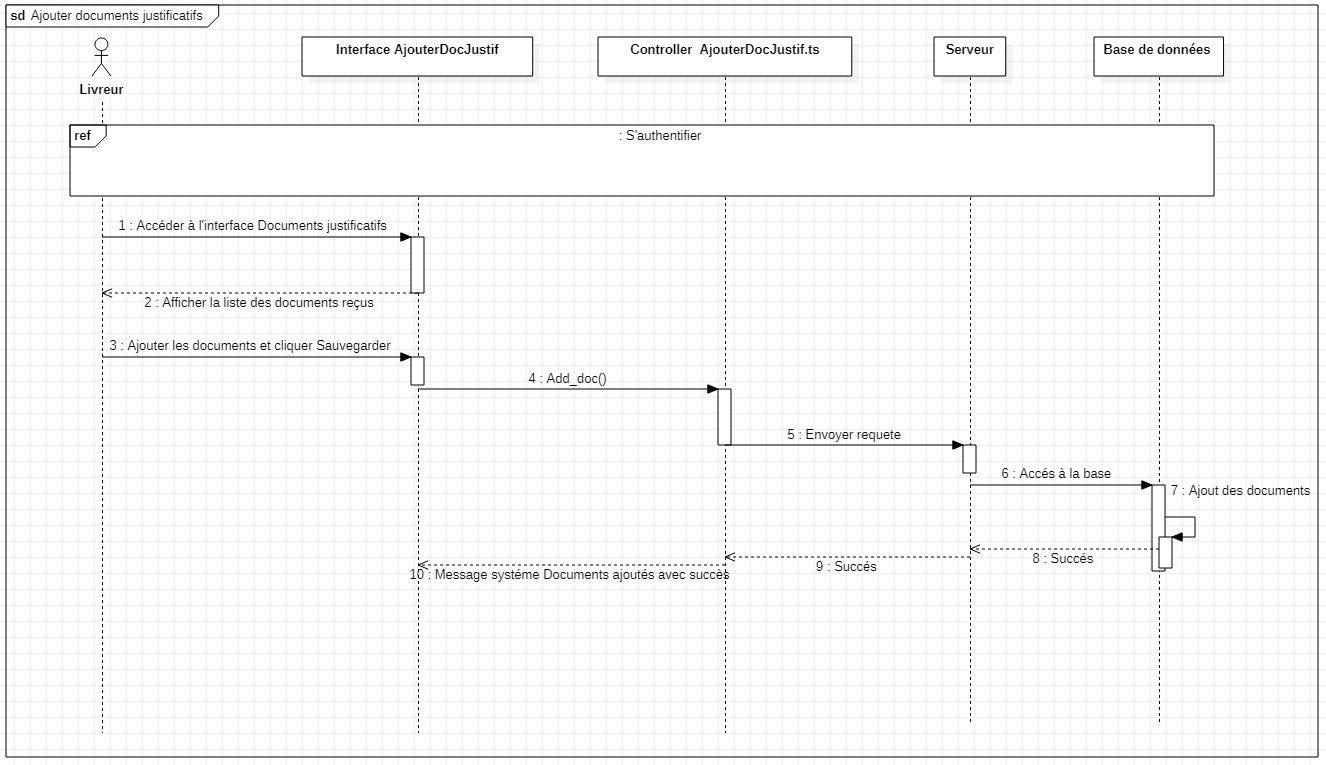 sd Ajouter documents justificatifs
Livreur
Interface AjouterDocJustif
Controller  AjouterDocJustif.ts
Serveur
Base de données
ref
: S'authentifier
1 : Accéder à l'interface Documents justificatifs
2 : Afficher la liste des documents reçus
3 : Ajouter les documents et cliquer Sauvegarder
4 : Add_doc()
5 : Envoyer requete
6 : Accés à la base
7 : Ajout des documents
8 : Succés
9 : Succés
10 : Message systéme Documents ajoutés avec succès